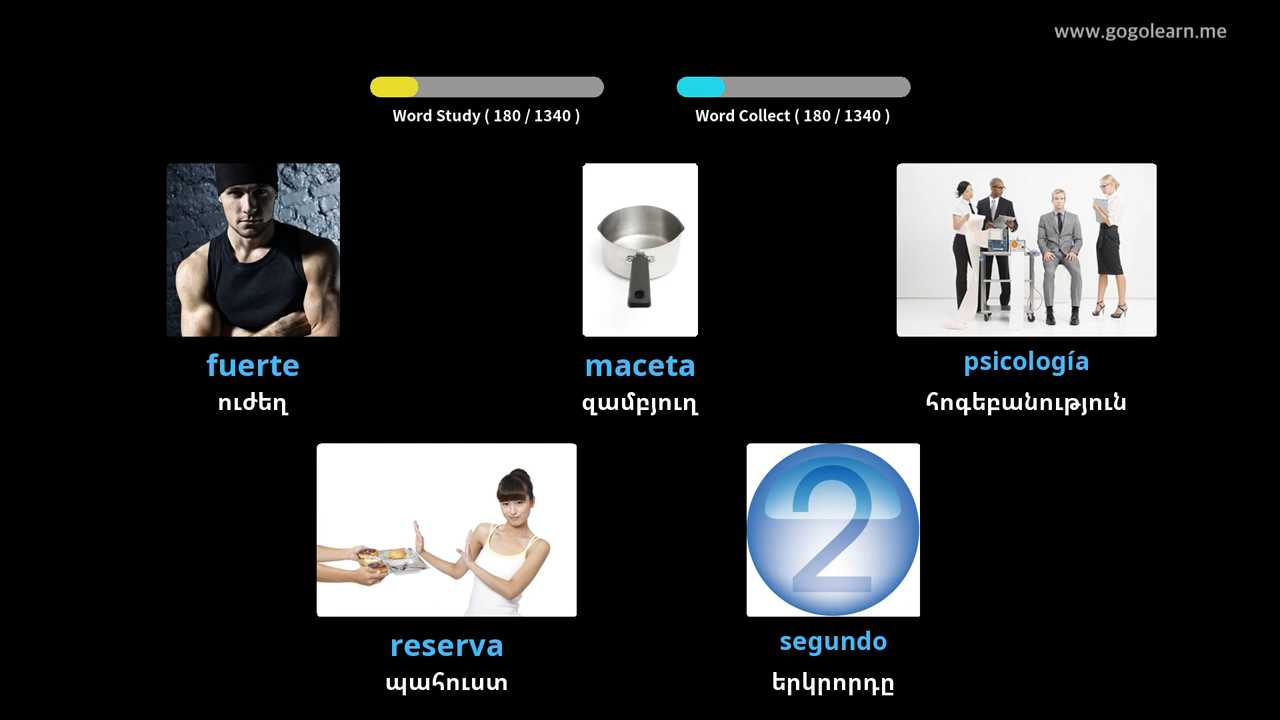 www.gogolearn.me
Word Study ( 180 / 1340 )
Word Collect ( 180 / 1340 )
fuerte
ուժեղ
maceta
զամբյուղ
psicología
հոգեբանություն
reserva
պահուստ
2
segundo
երկրորդը